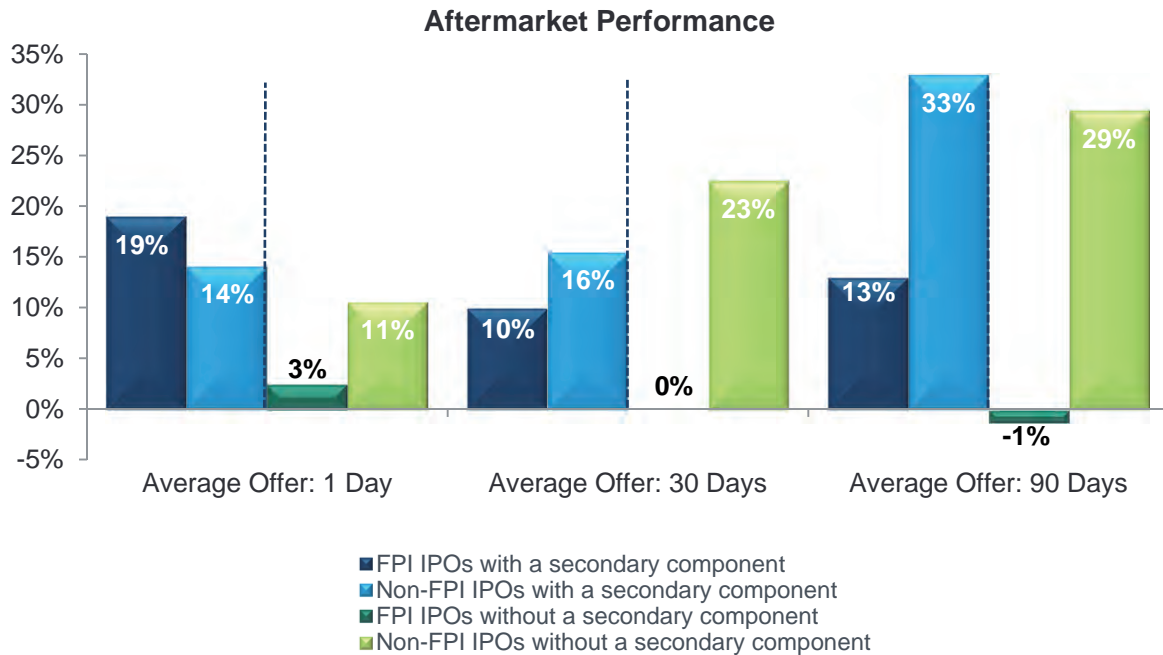 Aftermarket Performance
35%
30%
25%
20%
15%
10%
5%
0%
-5%
19%
14%
3%
11%
10%
16%
0%
23%
13%
33%
-1%
29%
Average Offer: 1 Day
Average Offer: 30 Days
Average Offer: 90 Days
FPI IPOs with a secondary component
Non-FPI IPOs with a secondary component
FPI IPOs without a secondary component
Non-FPI IPOs without a secondary component